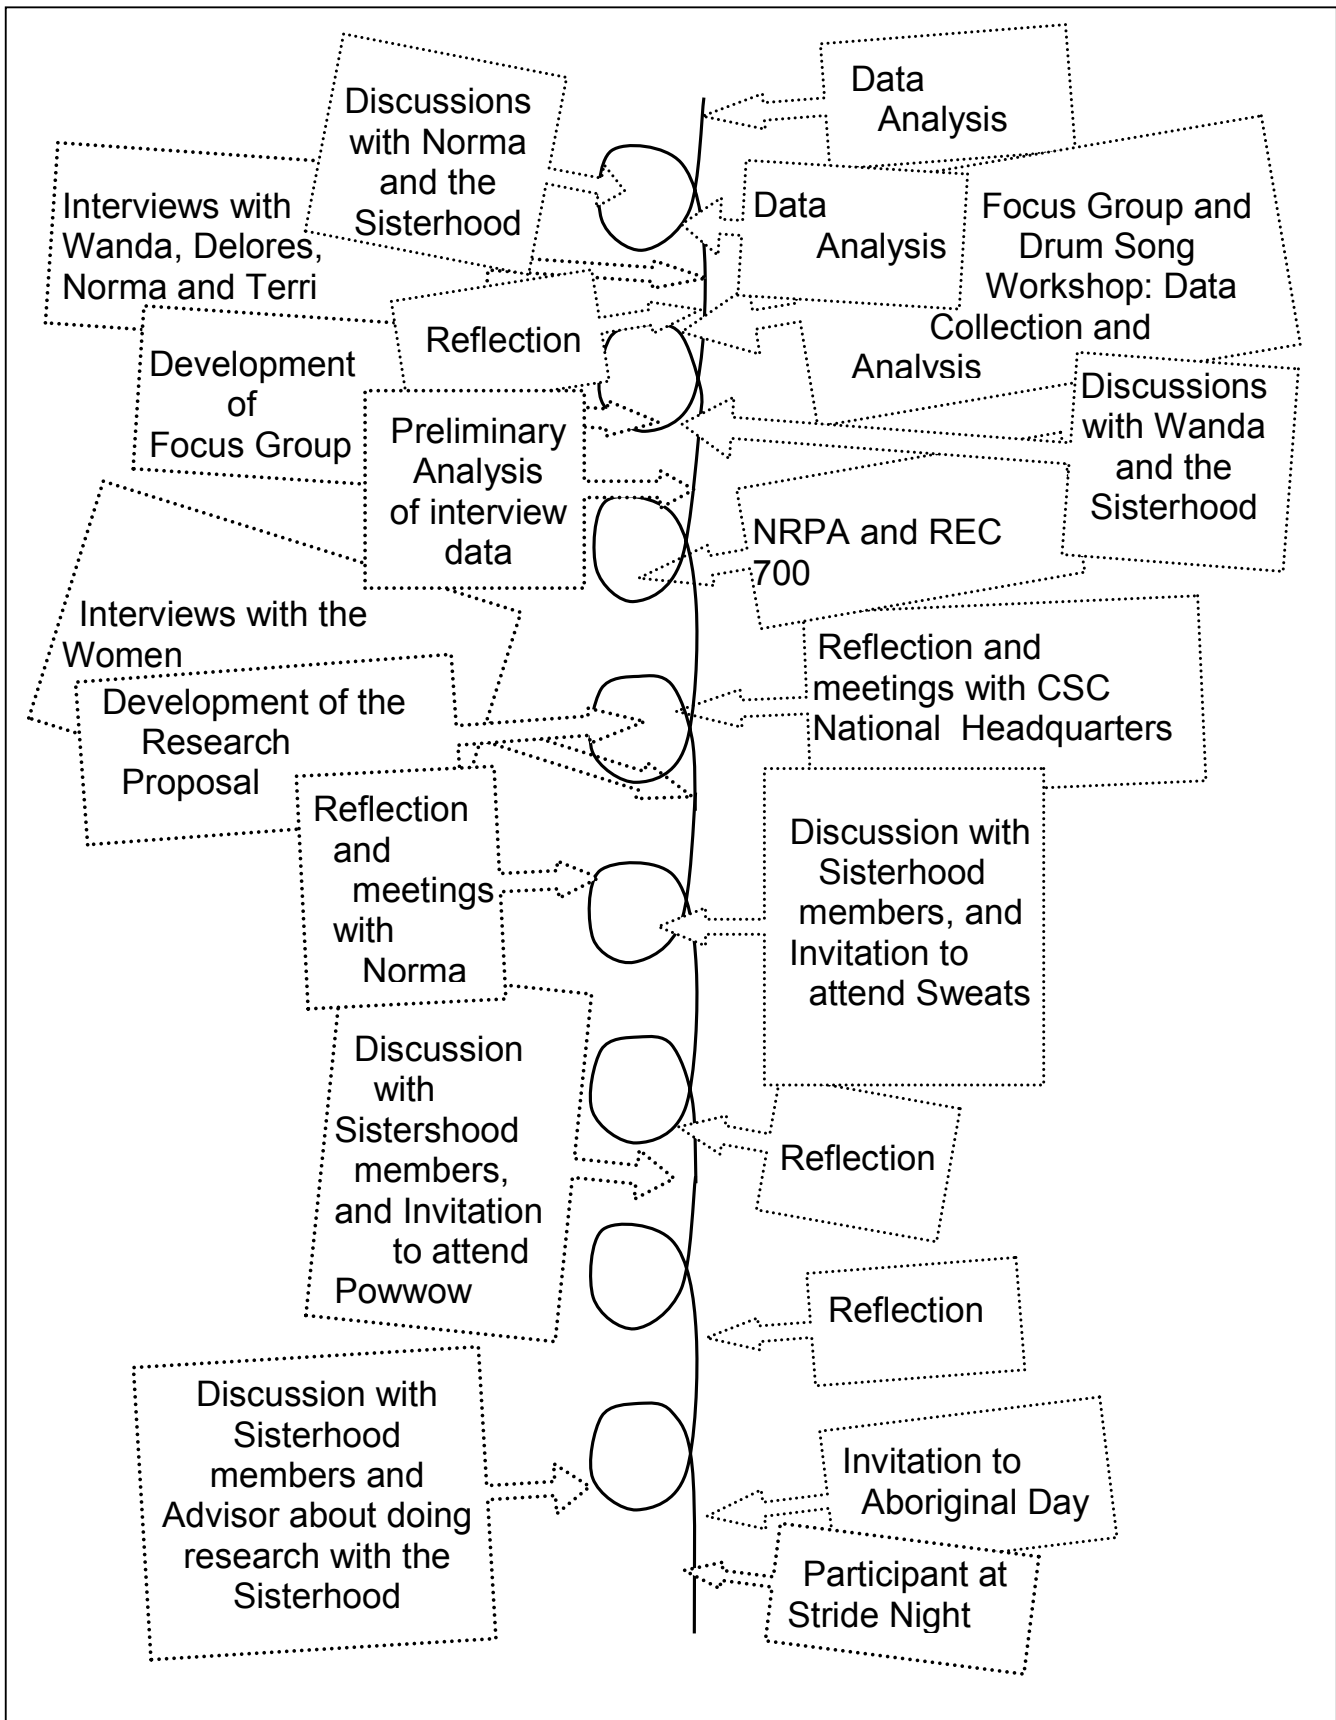 Data
Analysis
Discussions
with Norma
and the
Sisterhood
Interviews with
Wanda, Delores,
Norma and Terri
Data
Analysis
Focus Group and
Drum Song
Workshop: Data
Collection and
Analysis
Reflection
Development
of
Focus Group
Preliminary
Analysis
of interview
data
Discussions
with Wanda
and the
Sisterhood
NRPA and REC
700
Interviews with the
Women
Development of the
Research
Proposal
Reflection and
meetings with CSC
National Headquarters
Reflection
and
meetings
with
Norma
Discussion with
Sisterhood
members, and
Invitation to
attend Sweats
Discussion
with
Sistershood
members,
and Invitation
to attend
Powwow
Reflection
Reflection
Discussion with
Sisterhood
members and
Advisor about doing
research with the
Sisterhood
Invitation to
Aboriginal Day
Participant at
Stride Night